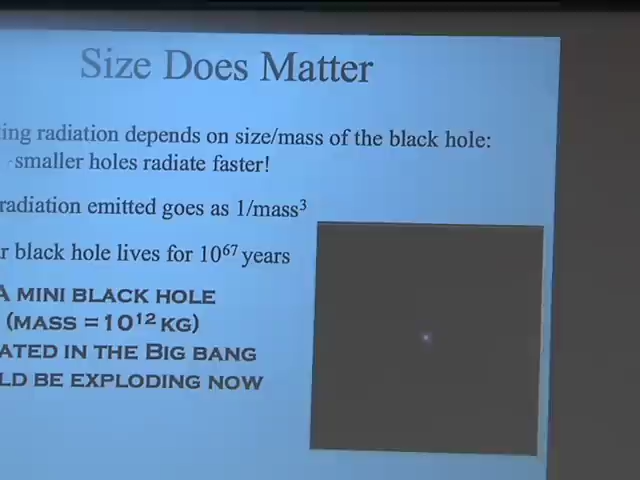 Size Does Matter
ing radiation depends on size/mass of the black hole:
-smaller holes radiate faster!
radiation emitted goes as 1/mass³
r black hole lives for 10⁶⁷ years
A MINI BLACK HOLE
(MASS = 10¹² KG)
ATED IN THE BIG BANG
LD BE EXPLODING NOW